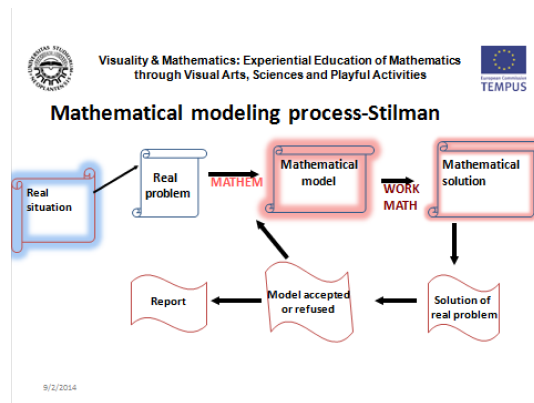 Visuality & Mathematics: Experiential Education of Mathematics
through Visual Arts, Sciences and Playful Activities
TEMPUS
Mathematical modeling process-Stilman
Real
situation
Real
problem
MATHEM
Mathematical
model
WORK
MATH
Mathematical
solution
Report
Model accepted
or refused
Solution of
real problem
9/2/2014